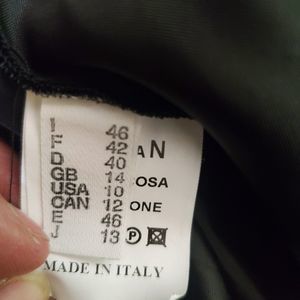 I 46
F 42
D 40
GB 14
USA 10
CAN 12
E 46
J 13
AN
OSA
ONE
P
MADE IN ITALY